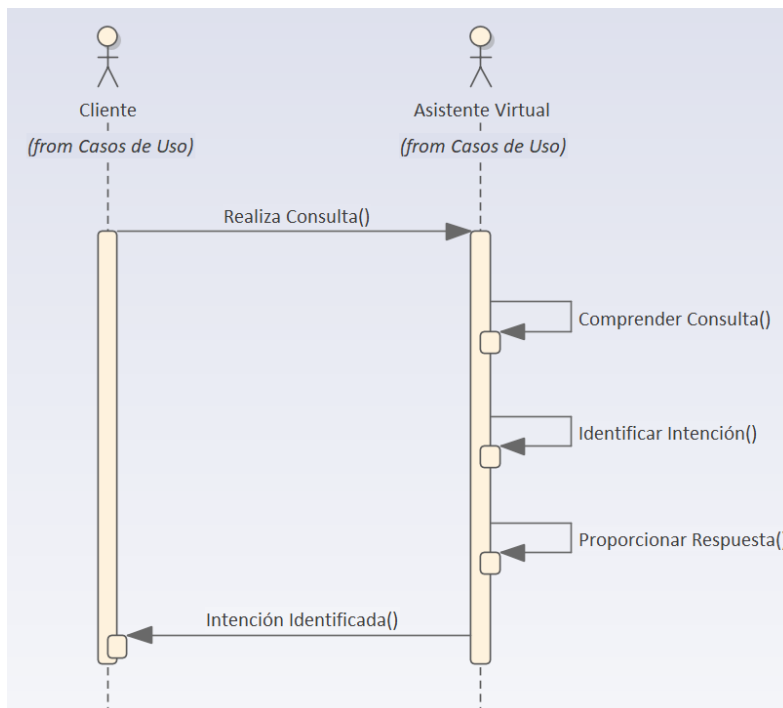 Cliente
Asistente Virtual
(from Casos de Uso)
(from Casos de Uso)
Realiza Consulta()
Comprender Consulta()
Identificar Intención()
Proporcionar Respuesta()
Intención Identificada()